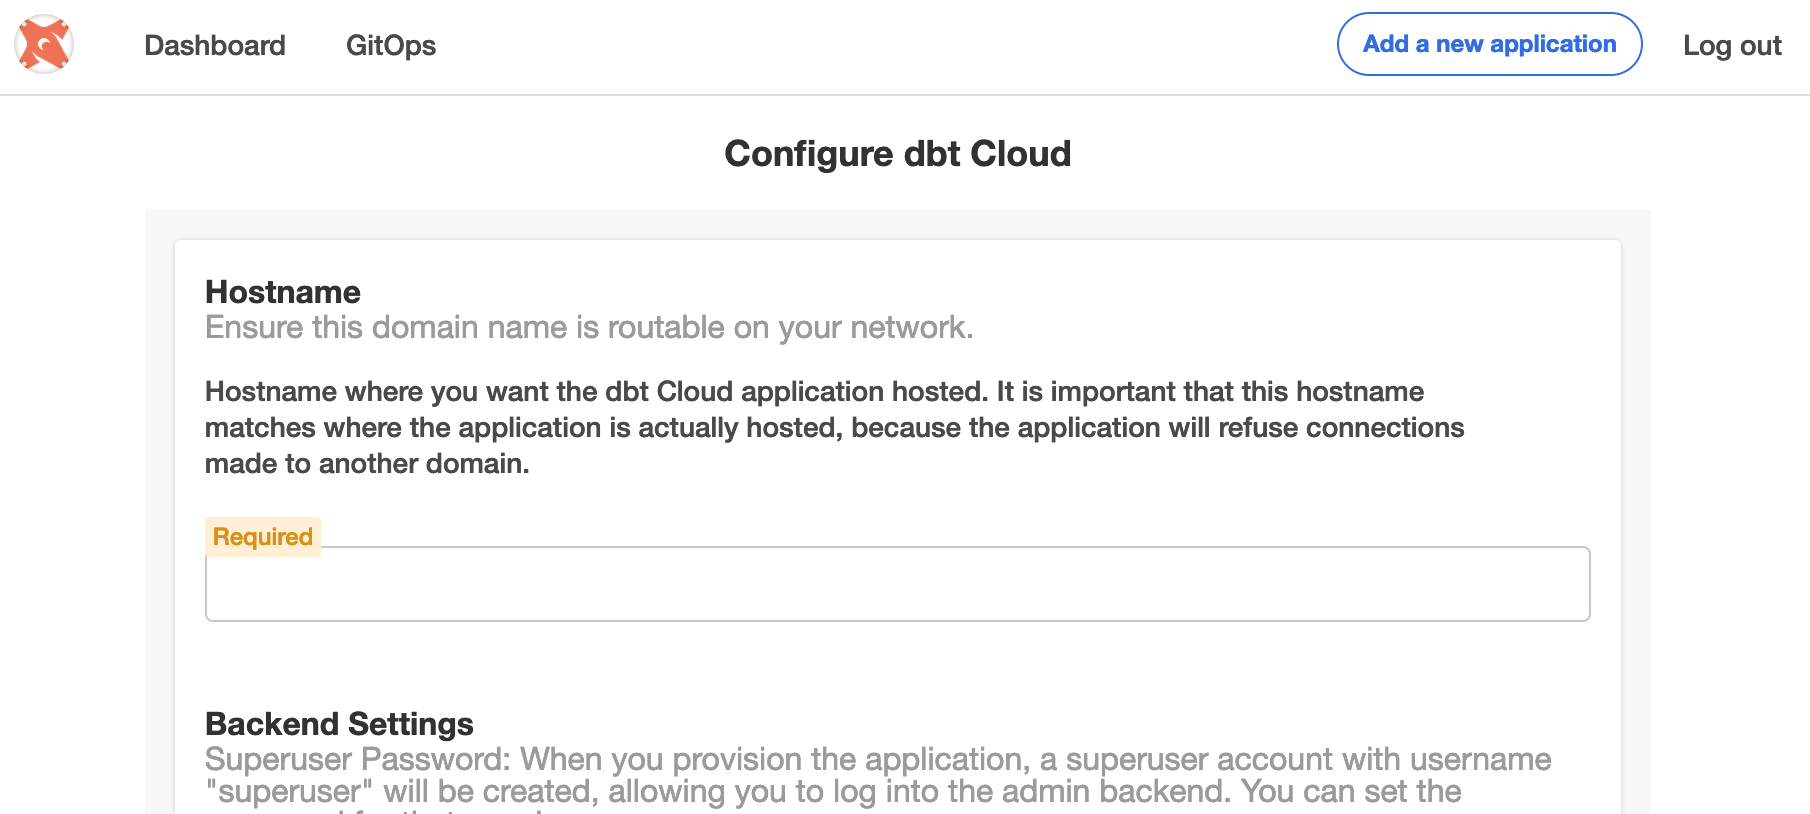 Dashboard GitOps Add a new application Log out
Configure dbt Cloud
Hostname
Ensure this domain name is routable on your network.
Hostname where you want the dbt Cloud application hosted. It is important that this hostname
matches where the application is actually hosted, because the application will refuse connections
made to another domain.
Required
Backend Settings
Superuser Password: When you provision the application, a superuser account with username
"superuser" will be created, allowing you to log into the admin backend. You can set the